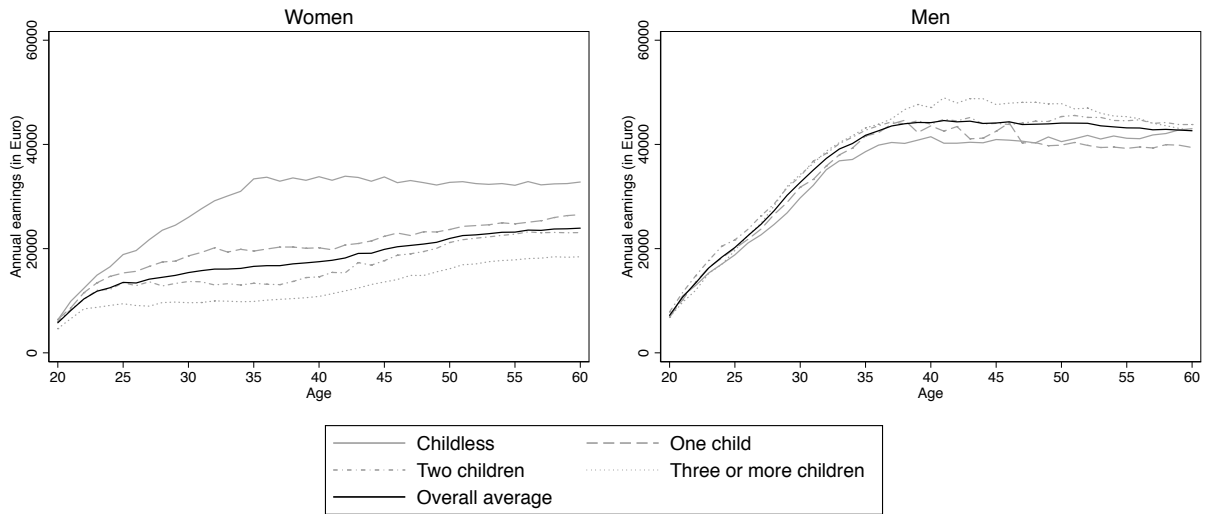 Women
Annual earnings (in Euro)
60000
40000
20000
0
20 25 30 35 40 45 50 55 60
Age
Men
Annual earnings (in Euro)
60000
40000
20000
0
20 25 30 35 40 45 50 55 60
Age
Childless One child
Two children Three or more children
Overall average